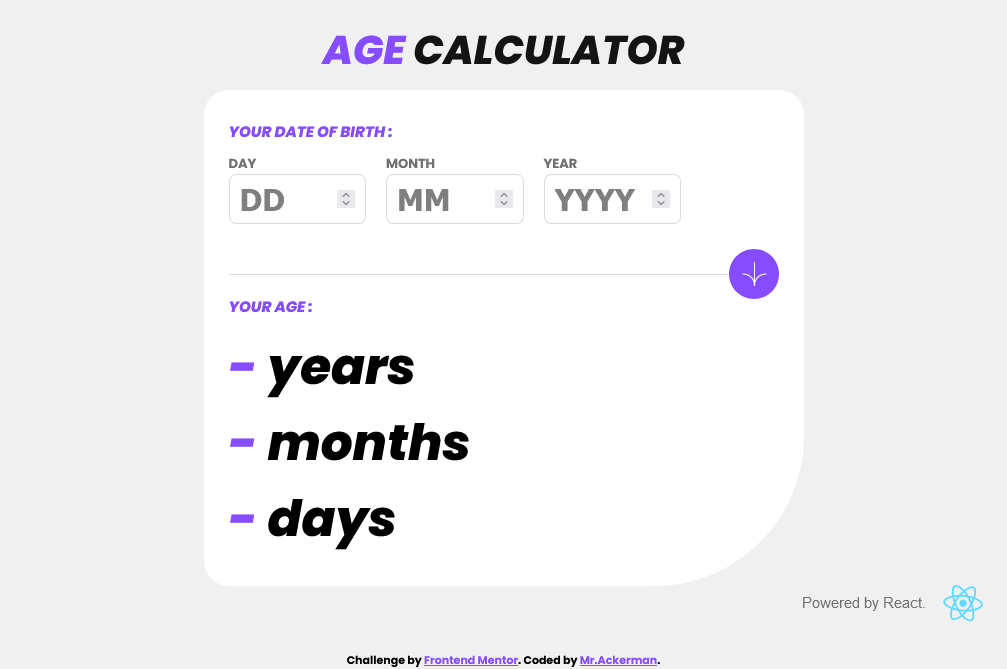 AGE CALCULATOR
YOUR DATE OF BIRTH :
DAY MONTH YEAR
DD MM YYYY
YOUR AGE :
- years
- months
- days
Powered by React.
Challenge by Frontend Mentor. Coded by Mr.Ackerman.